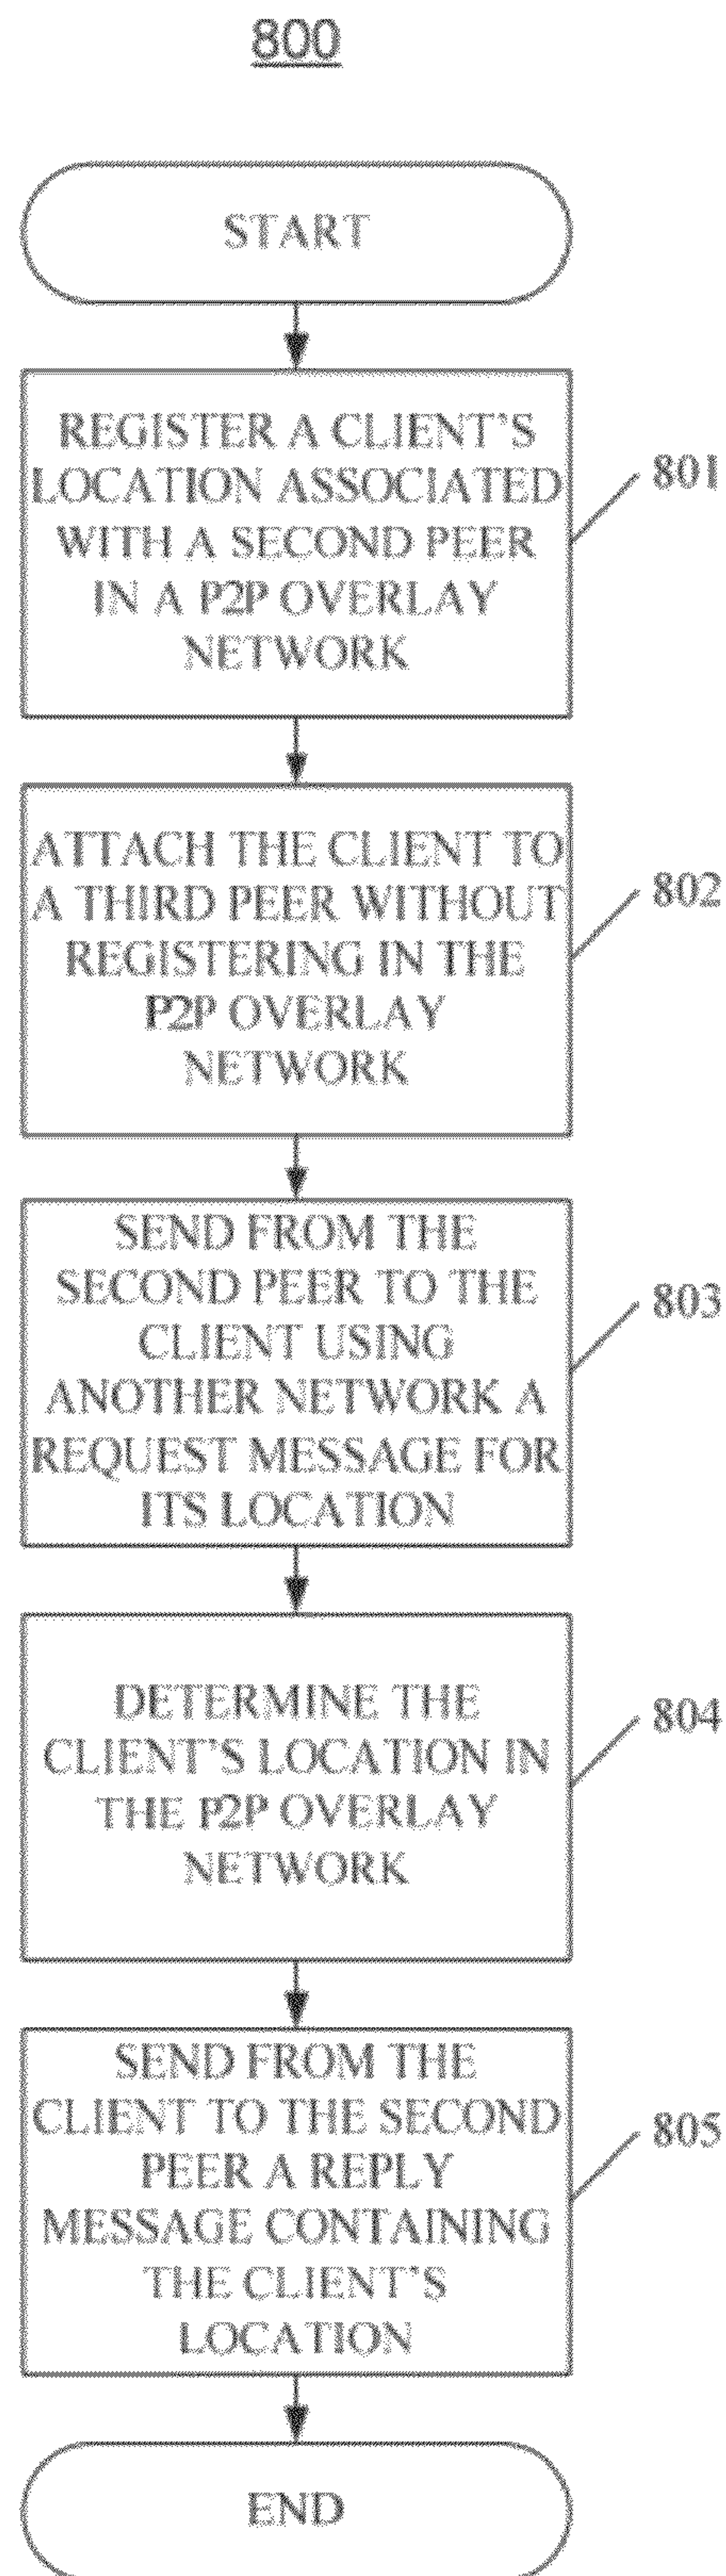 800
START
REGISTER A CLIENT'S
LOCATION ASSOCIATED
WITH A SECOND PEER
IN A P2P OVERLAY
NETWORK
801
ATTACH THE CLIENT TO
A THIRD PEER WITHOUT
REGISTERING IN THE
P2P OVERLAY
NETWORK
802
SEND FROM THE
SECOND PEER TO THE
CLIENT USING
ANOTHER NETWORK A
REQUEST MESSAGE FOR
ITS LOCATION
803
DETERMINE THE
CLIENT'S LOCATION IN
THE P2P OVERLAY
NETWORK
804
SEND FROM THE
CLIENT TO THE SECOND
PEER A REPLY
MESSAGE CONTAINING
THE CLIENT'S
LOCATION
805
END